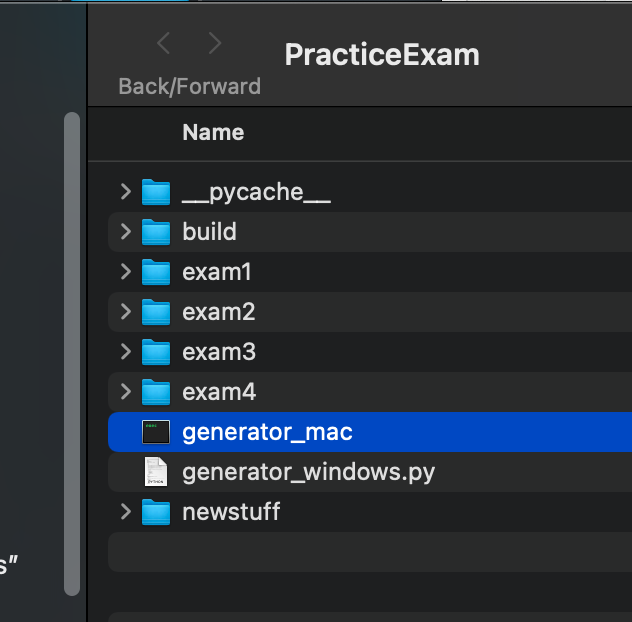 PracticeExam
Back/Forward
Name
__pycache__
build
exam1
exam2
exam3
exam4
generator_mac
generator_windows.py
newstuff
s”